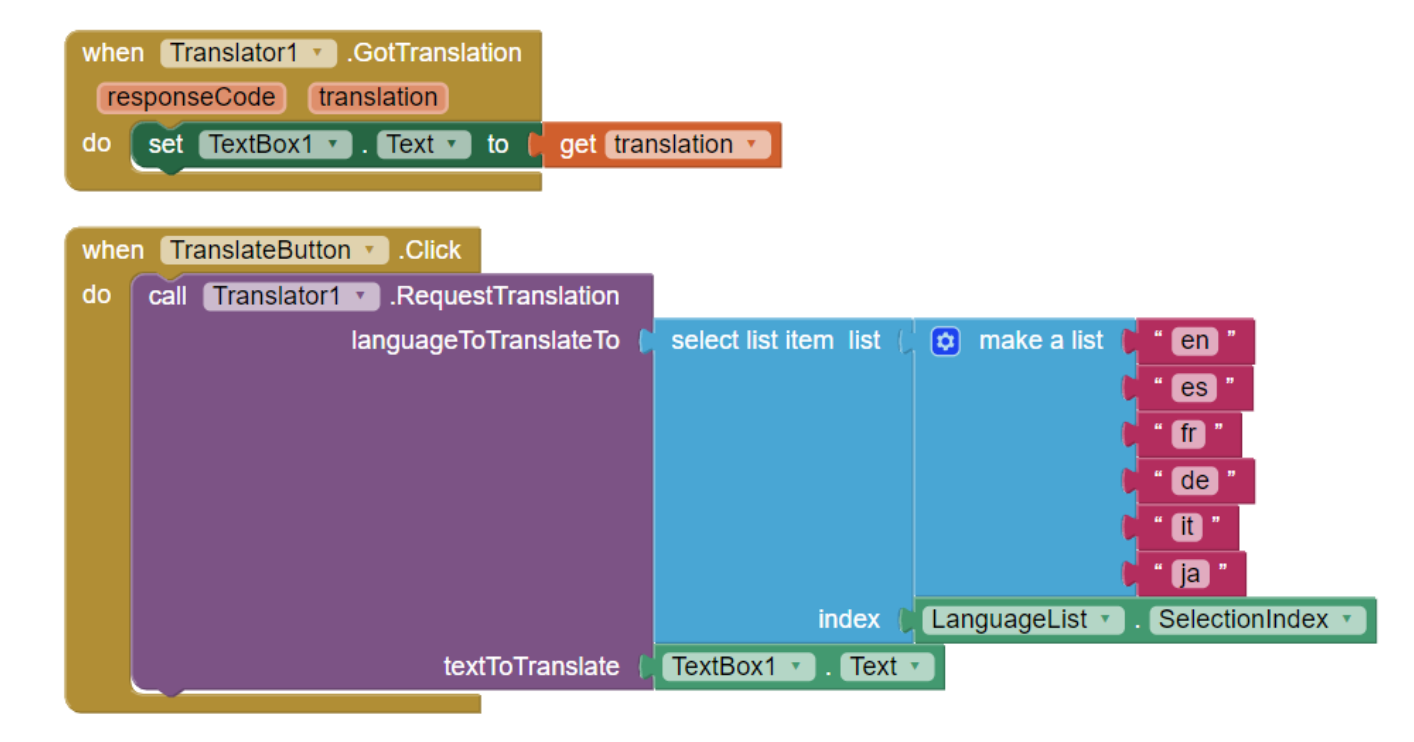 when Translator1 .GotTranslation
responseCode translation
do set TextBox1 . Text to get translation
when TranslateButton .Click
do call Translator1 .RequestTranslation
languageToTranslateTo select list item list make a list “ en ”
“ es ”
“ fr ”
“ de ”
“ it ”
“ ja ”
index LanguageList . SelectionIndex
textToTranslate TextBox1 . Text